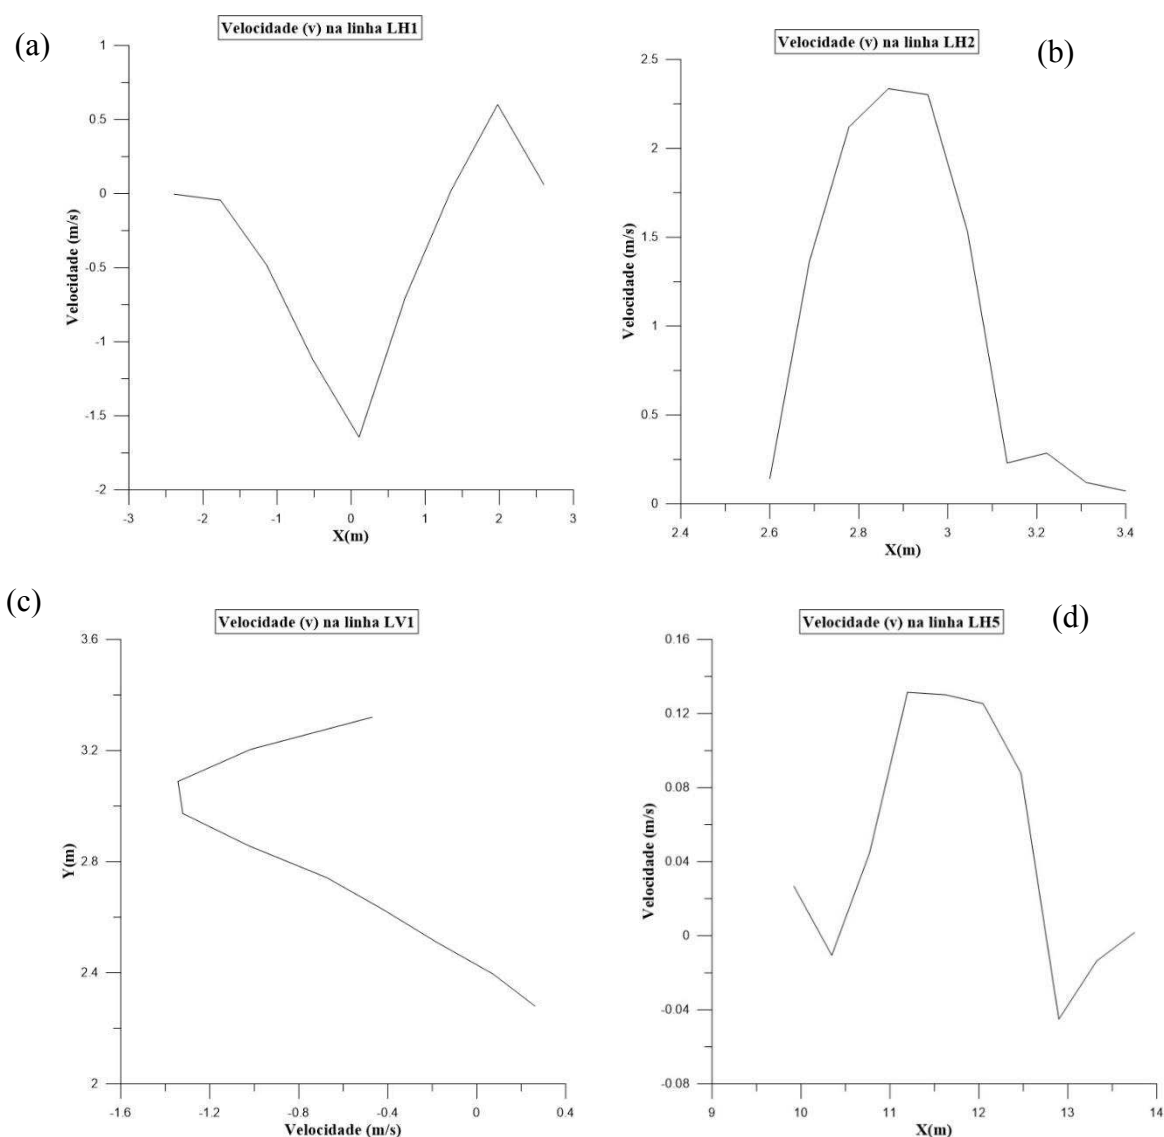 (a)
Velocidade (v) na linha LH1
1
0.5
0
-0.5
-1
-1.5
-2
Velocidade (m/s)
-3 -2 -1 0 1 2 3
X(m)
(b)
Velocidade (v) na linha LH2
2.5
2
1.5
1
0.5
0
Velocidade (m/s)
2.4 2.6 2.8 3 3.2 3.4
X(m)
(c)
Velocidade (v) na linha LV1
3.6
3.2
2.8
2.4
2
Y(m)
-1.6 -1.2 -0.8 -0.4 0 0.4
Velocidade (m/s)
(d)
Velocidade (v) na linha LH5
0.16
0.12
0.08
0.04
0
-0.04
-0.08
Velocidade (m/s)
9 10 11 12 13 14
X(m)